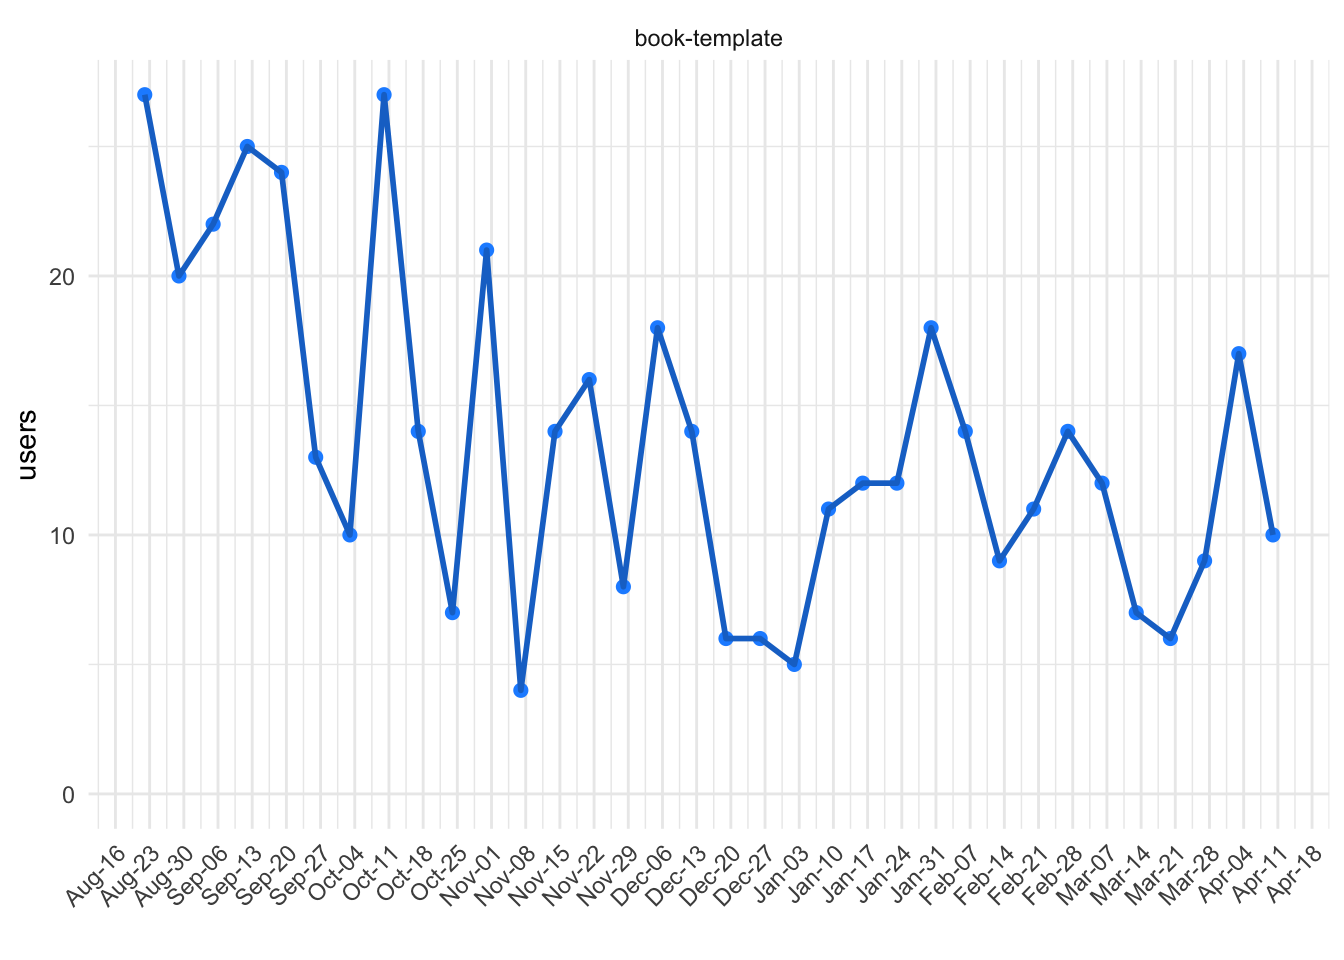 book-template
users
20
10
0
Aug-16
Aug-23
Aug-30
Sep-06
Sep-13
Sep-20
Sep-27
Oct-04
Oct-11
Oct-18
Oct-25
Nov-01
Nov-08
Nov-15
Nov-22
Nov-29
Dec-06
Dec-13
Dec-20
Dec-27
Jan-03
Jan-10
Jan-17
Jan-24
Jan-31
Feb-07
Feb-14
Feb-21
Feb-28
Mar-07
Mar-14
Mar-21
Mar-28
Apr-04
Apr-11
Apr-18